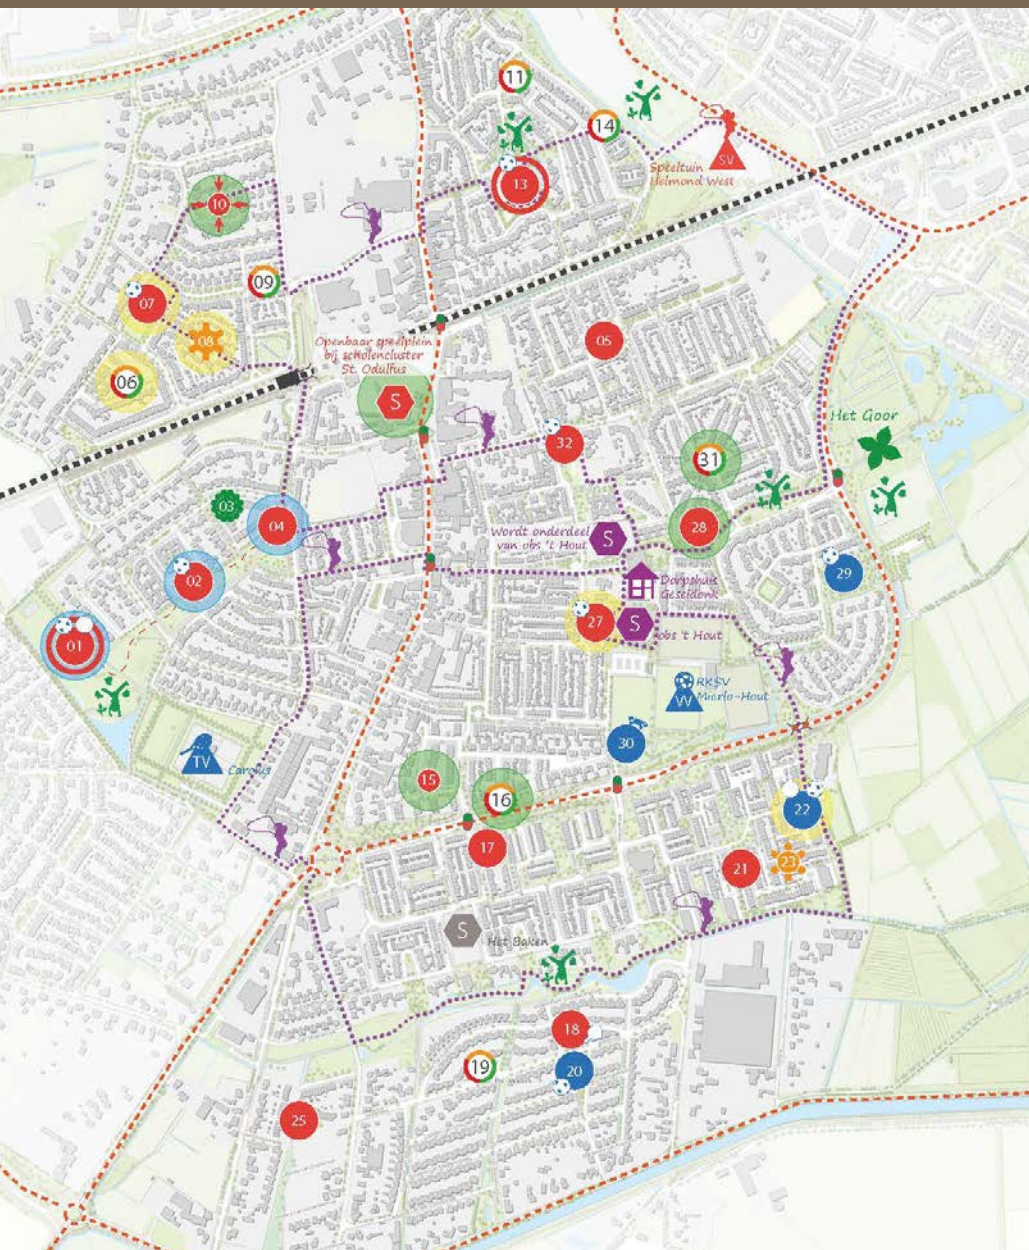 11
14
SV
Speeltuin
Helmond West
13
10
09
07
08
06
Openbaar speelplein
bij scholencluster
St. Odulfus
S
05
32
31
Het Goor
03
04
28
Wordt onderdeel
van obs 't Hout
S
02
Dorpshuis
Geseldonk
29
27
S
obs 't Hout
01
RKSV
Mierlo-Hout
VV
30
TV
Carolus
15
16
22
17
21
23
S
Het Baken
18
19
20
25